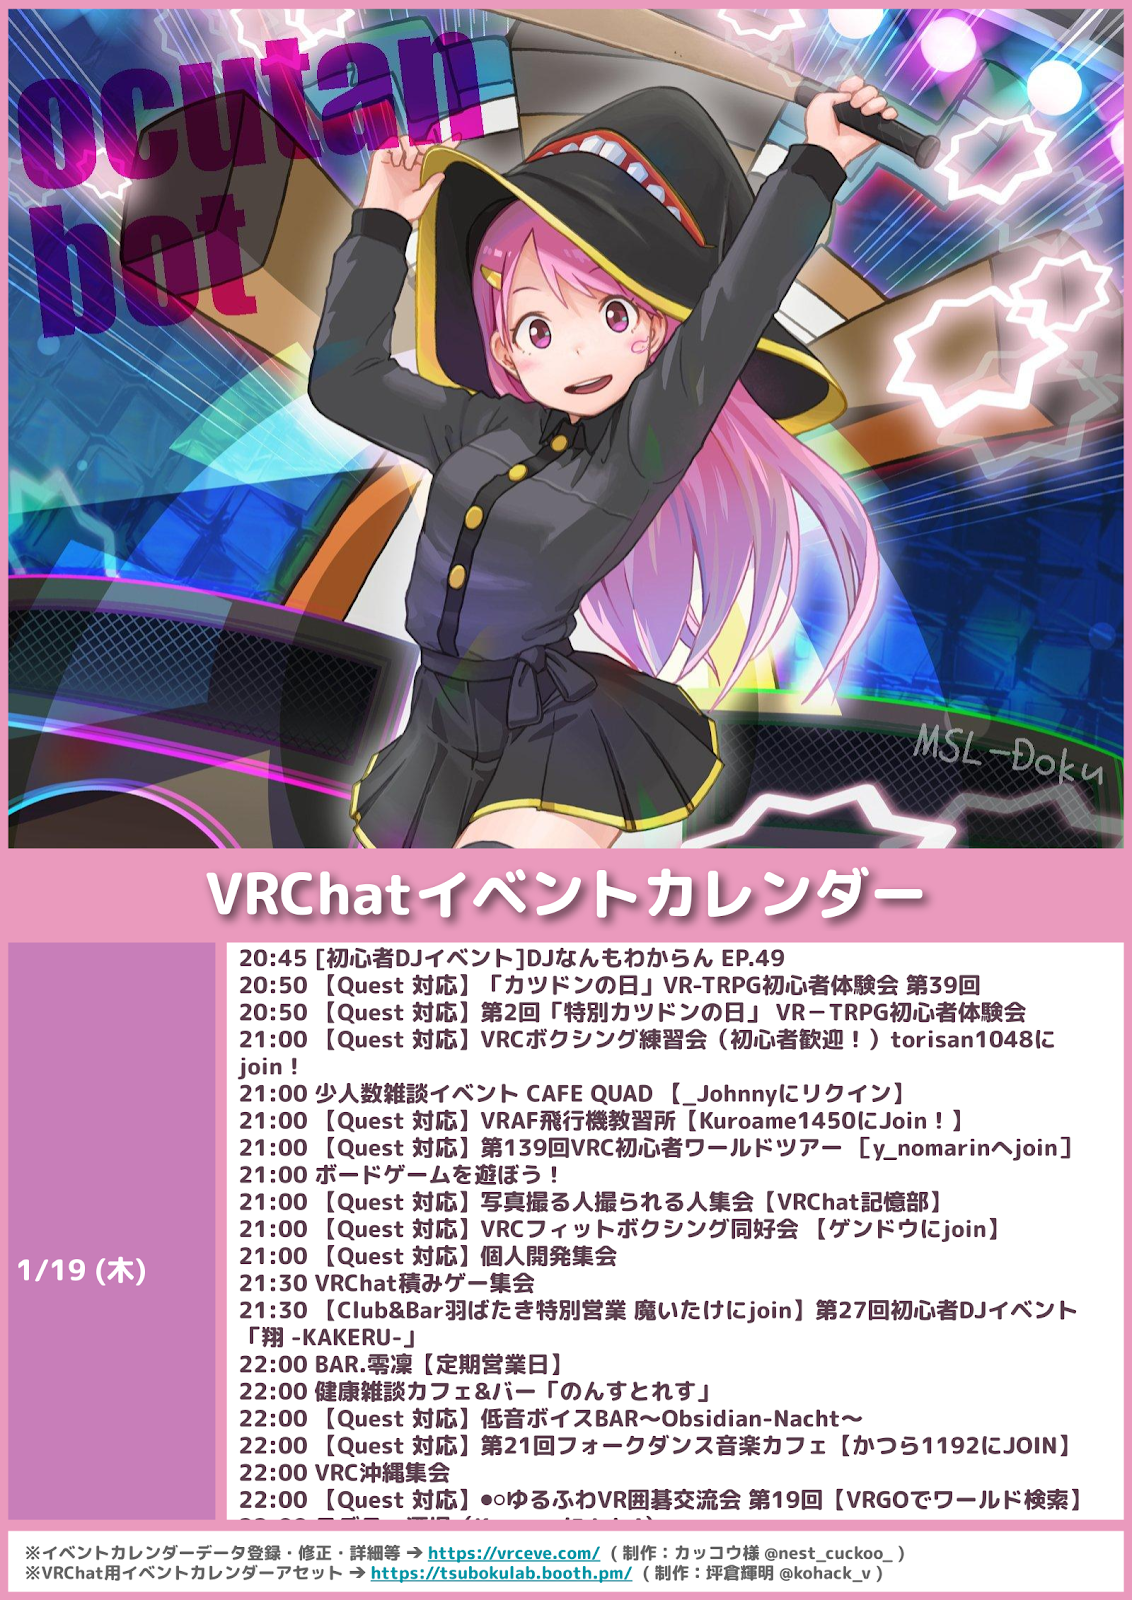 ocutan
bot
MSL-Doku
VRChatイベントカレンダー
1/19 (木)
20:45 [初心者DJイベント]DJなんもわからん EP.49
20:50 【Quest 対応】「カツドンの日」VR-TRPG初心者体験会 第39回
20:50 【Quest 対応】第2回「特別カツドンの日」 VR－TRPG初心者体験会
21:00 【Quest 対応】VRCボクシング練習会（初心者歓迎！）torisan1048に
join！
21:00 少人数雑談イベント CAFE QUAD 【_Johnnyにリクイン】
21:00 【Quest 対応】VRAF飛行機教習所【Kuroame1450にJoin！】
21:00 【Quest 対応】第139回VRC初心者ワールドツアー ［y_nomarinへjoin］
21:00 ボードゲームを遊ぼう！
21:00 【Quest 対応】写真撮る人撮られる人集会【VRChat記憶部】
21:00 【Quest 対応】VRCフィットボクシング同好会 【ゲンドウにjoin】
21:00 【Quest 対応】個人開発集会
21:30 VRChat積みゲー集会
21:30 【Club&Bar羽ばたき特別営業 魔いたけにjoin】第27回初心者DJイベント
「翔 -KAKERU-」
22:00 BAR.零凜【定期営業日】
22:00 健康雑談カフェ&バー「のんすとれす」
22:00 【Quest 対応】低音ボイスBAR〜Obsidian-Nacht〜
22:00 【Quest 対応】第21回フォークダンス音楽カフェ【かつら1192にJOIN】
22:00 VRC沖縄集会
22:00 【Quest 対応】●○ゆるふわVR囲碁交流会 第19回【VRGOでワールド検索】
※イベントカレンダーデータ登録・修正・詳細等 ➔ https://vrceve.com/ （制作：カッコウ様 @nest_cuckoo_ ）
※VRChat用イベントカレンダーアセット ➔ https://tsubokulab.booth.pm/ （制作：坪倉輝明 @kohack_v ）